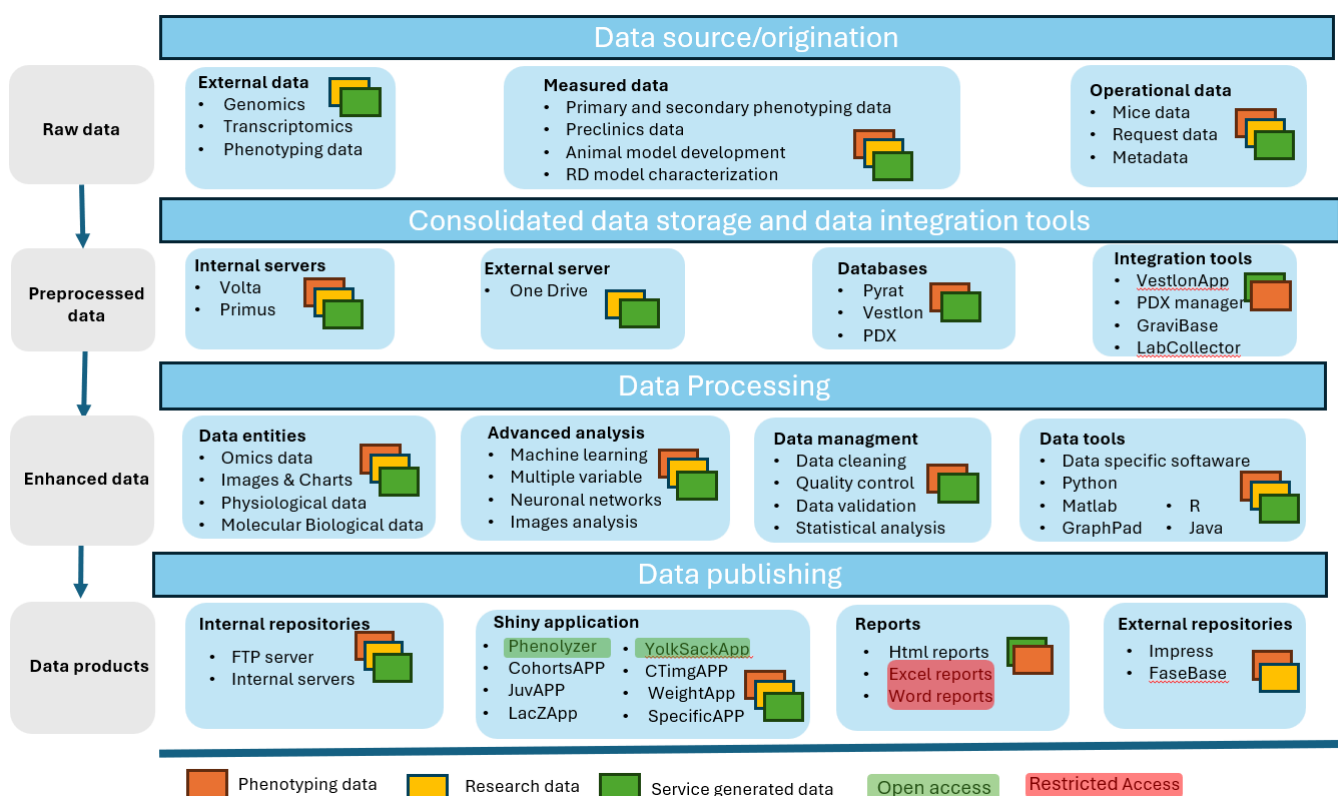 Data source/origination
Raw data
External data
• Genomics
• Transcriptomics
• Phenotyping data
Measured data
• Primary and secondary phenotyping data
• Preclinics data
• Animal model development
• RD model characterization
Operational data
• Mice data
• Request data
• Metadata
Consolidated data storage and data integration tools
Preprocessed
data
Internal servers
• Volta
• Primus
External server
• One Drive
Databases
• Pyrat
• Vestlon
• PDX
Integration tools
• VestlonApp
• PDX manager
• GraviBase
• LabCollector
Data Processing
Enhanced data
Data entities
• Omics data
• Images & Charts
• Physiological data
• Molecular Biological data
Advanced analysis
• Machine learning
• Multiple variable
• Neuronal networks
• Images analysis
Data managment
• Data cleaning
• Quality control
• Data validation
• Statistical analysis
Data tools
• Data specific softaware
• Python
• Matlab • R
• GraphPad • Java
Data publishing
Data products
Internal repositories
• FTP server
• Internal servers
Shiny application
• Phenolyzer • YolkSackApp
• CohortsAPP • CTimgAPP
• JuvAPP • WeightApp
• LacZApp • SpecificAPP
Reports
• Html reports
• Excel reports
• Word reports
External repositories
• Impress
• FaseBase
Phenotyping data
Research data
Service generated data
Open access
Restricted Access